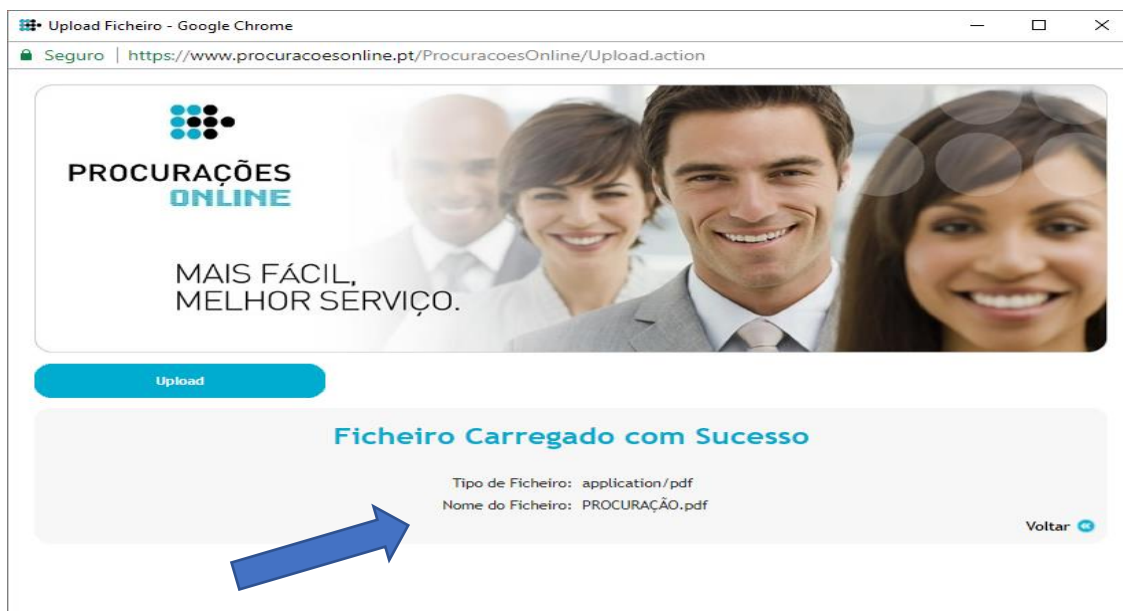 Upload Ficheiro - Google Chrome
Seguro | https://www.procuracoesonline.pt/ProcuracoesOnline/Upload.action
PROCURAÇÕES
ONLINE
MAIS FÁCIL,
MELHOR SERVIÇO.
Upload
Ficheiro Carregado com Sucesso
Tipo de Ficheiro: application/pdf
Nome do Ficheiro: PROCURAÇÃO.pdf
Voltar